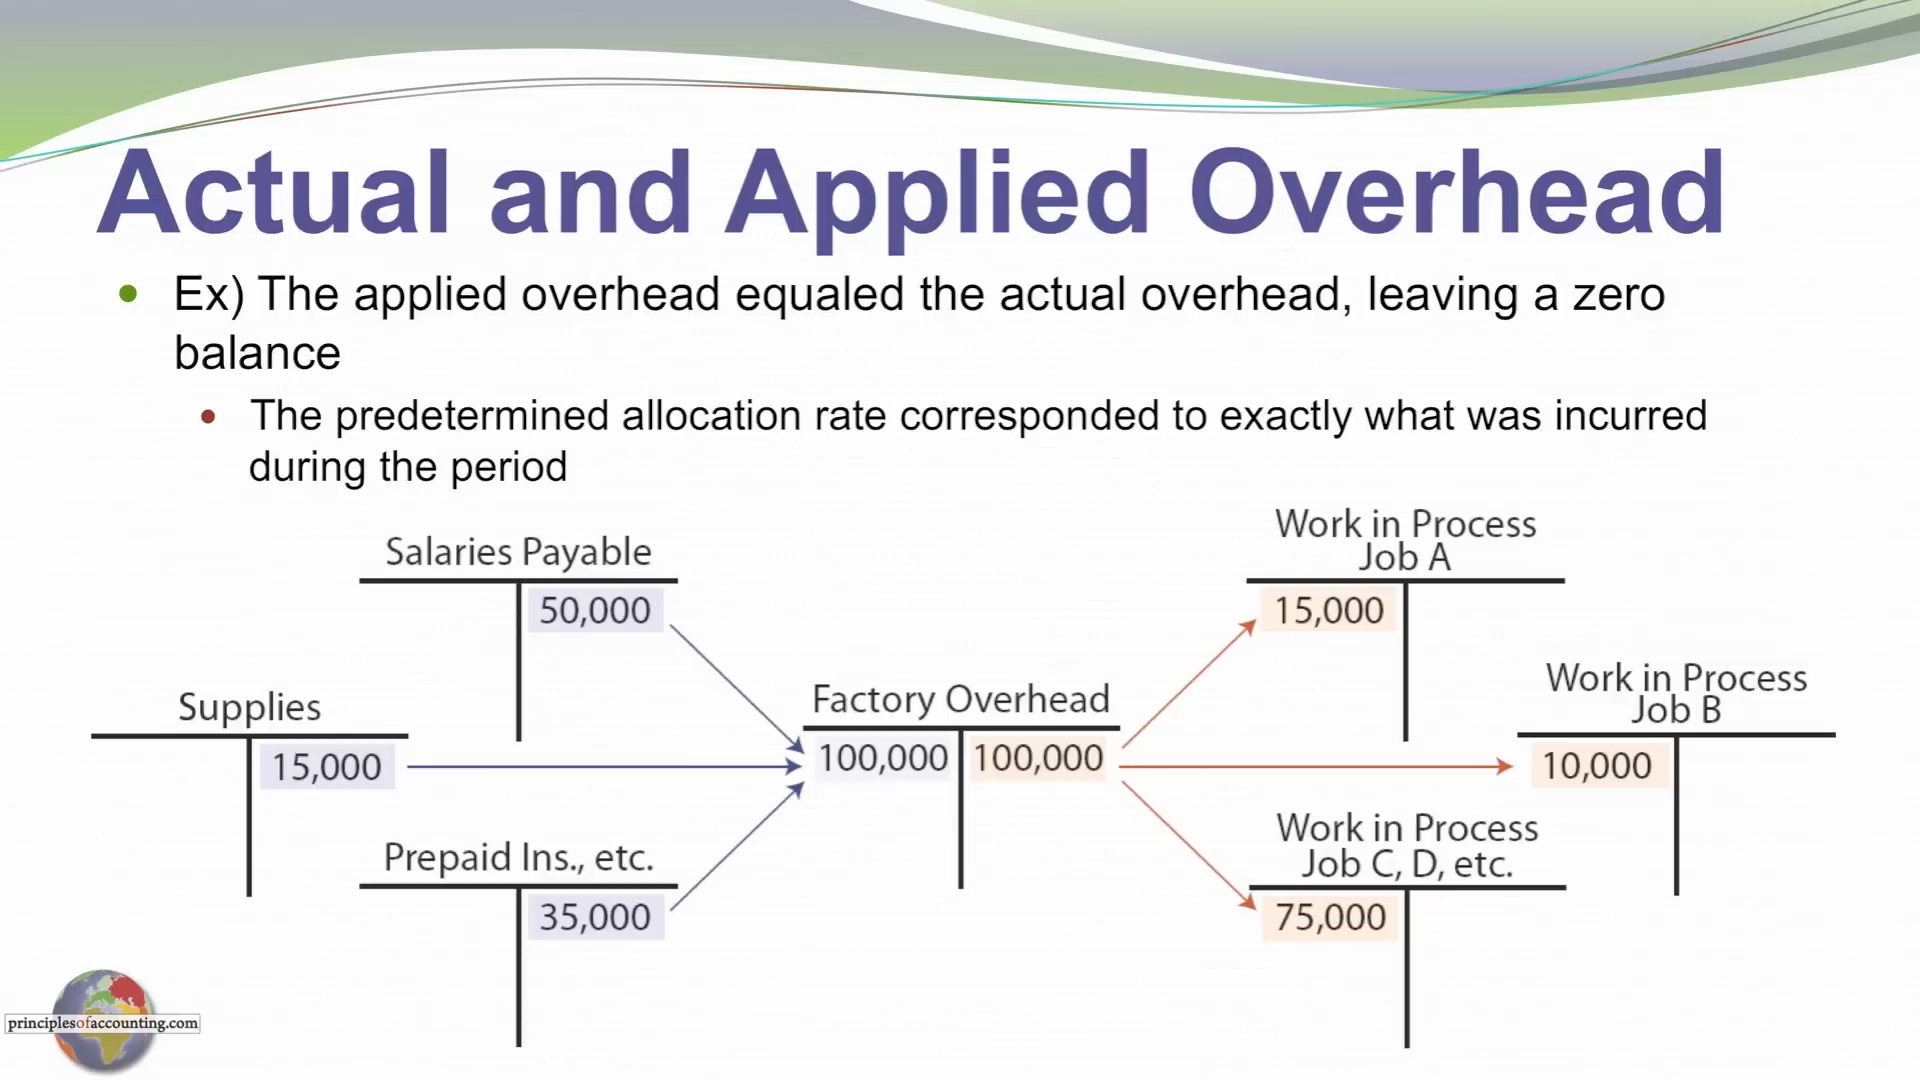 Actual and Applied Overhead
Ex) The applied overhead equaled the actual overhead, leaving a zero
balance
The predetermined allocation rate corresponded to exactly what was incurred
during the period
Salaries Payable
50,000
Supplies
15,000
Prepaid Ins., etc.
35,000
Factory Overhead
100,000 100,000
Work in Process
Job A
15,000
Work in Process
Job B
10,000
Work in Process
Job C, D, etc.
75,000
principlesofaccounting.com